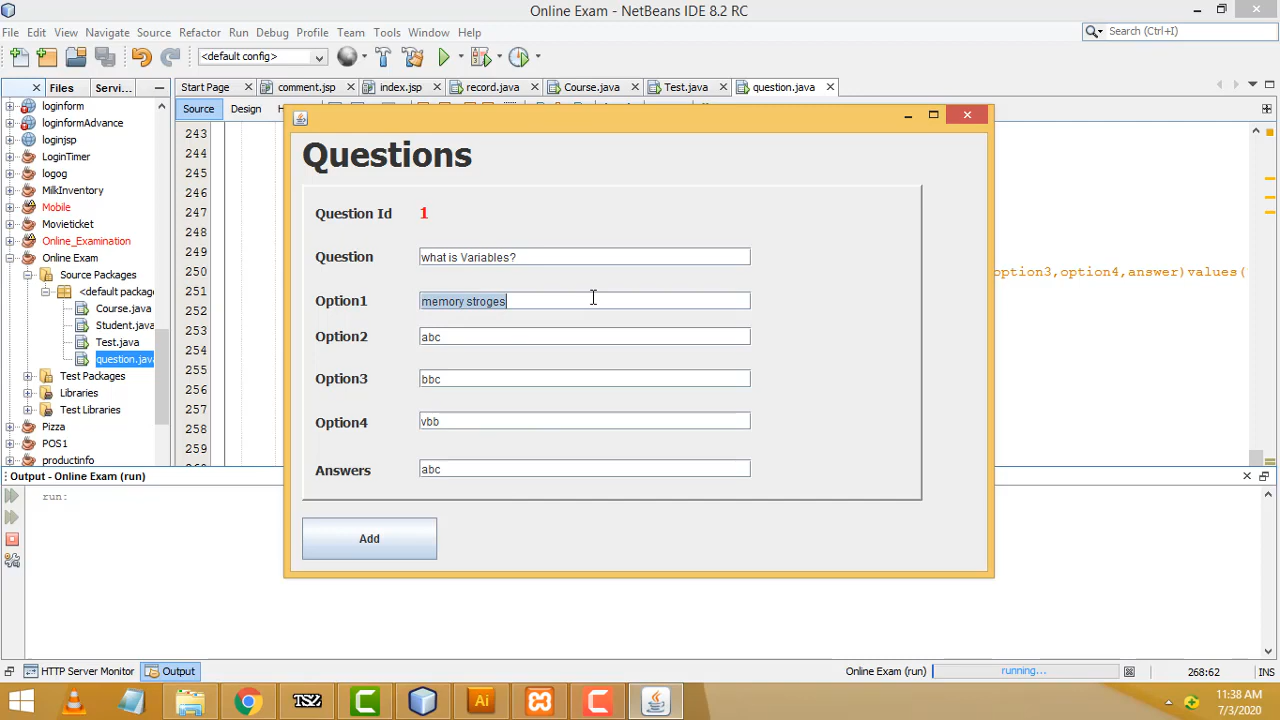 Online Exam - NetBeans IDE 8.2 RC
File Edit View Navigate Source Refactor Run Debug Profile Team Tools Window Help
Search (Ctrl+I)
<default config>
Files Servi...
Start Page comment.jsp index.jsp record.java Course.java Test.java question.java
Source Design
loginform
loginformAdvance
loginjsp
LoginTimer
logog
MilkInventory
Mobile
Movieticket
Online_Examination
Online Exam
Source Packages
<default package
Course.java
Student.java
Test.java
question.java
Test Packages
Libraries
Test Libraries
Pizza
POS1
productinfo
243
244
245
246
247
248
249
250
251
252
253
254
255
256
257
258
259
option3,option4,answer)values("
Questions
Question Id 1
Question what is Variables?
Option1 memory stroges
Option2 abc
Option3 bbc
Option4 vbb
Answers abc
Add
Output - Online Exam (run)
run:
HTTP Server Monitor Output
Online Exam (run) running... 268:62 INS
TSZ Ai
11:38 AM
7/3/2020